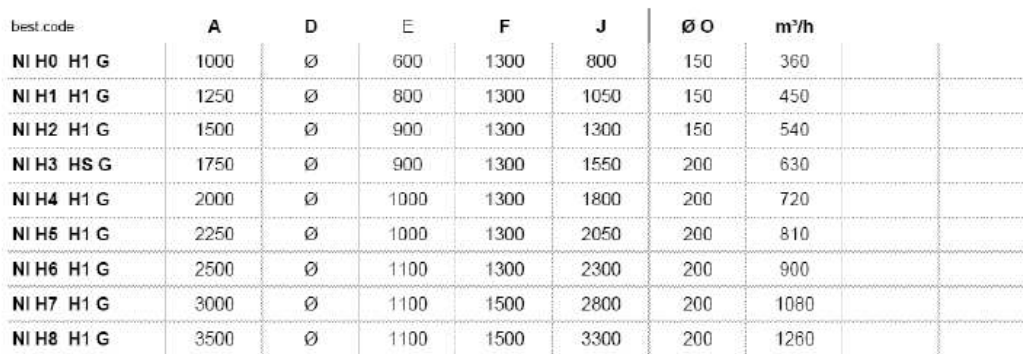 best.code A D E F J Ø O m³/h
NI H0 H1 G 1000 Ø 600 1300 800 150 360
NI H1 H1 G 1250 Ø 800 1300 1050 150 450
NI H2 H1 G 1500 Ø 900 1300 1300 150 540
NI H3 HS G 1750 Ø 900 1300 1550 200 630
NI H4 H1 G 2000 Ø 1000 1300 1800 200 720
NI H5 H1 G 2250 Ø 1000 1300 2050 200 810
NI H6 H1 G 2500 Ø 1100 1300 2300 200 900
NI H7 H1 G 3000 Ø 1100 1500 2800 200 1080
NI H8 H1 G 3500 Ø 1100 1500 3300 200 1260